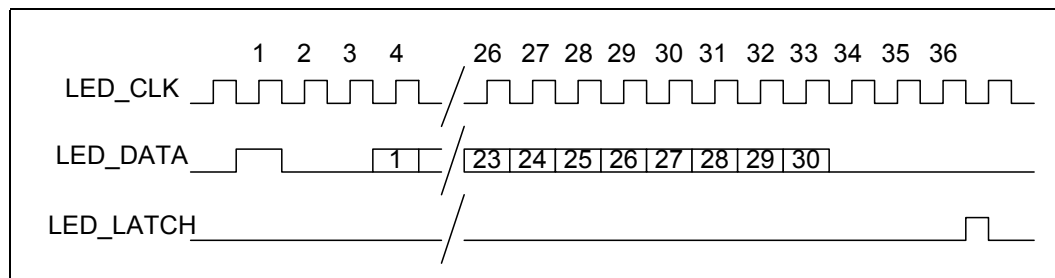 1 2 3 4 26 27 28 29 30 31 32 33 34 35 36
LED_CLK
LED_DATA 1 23 24 25 26 27 28 29 30
LED_LATCH